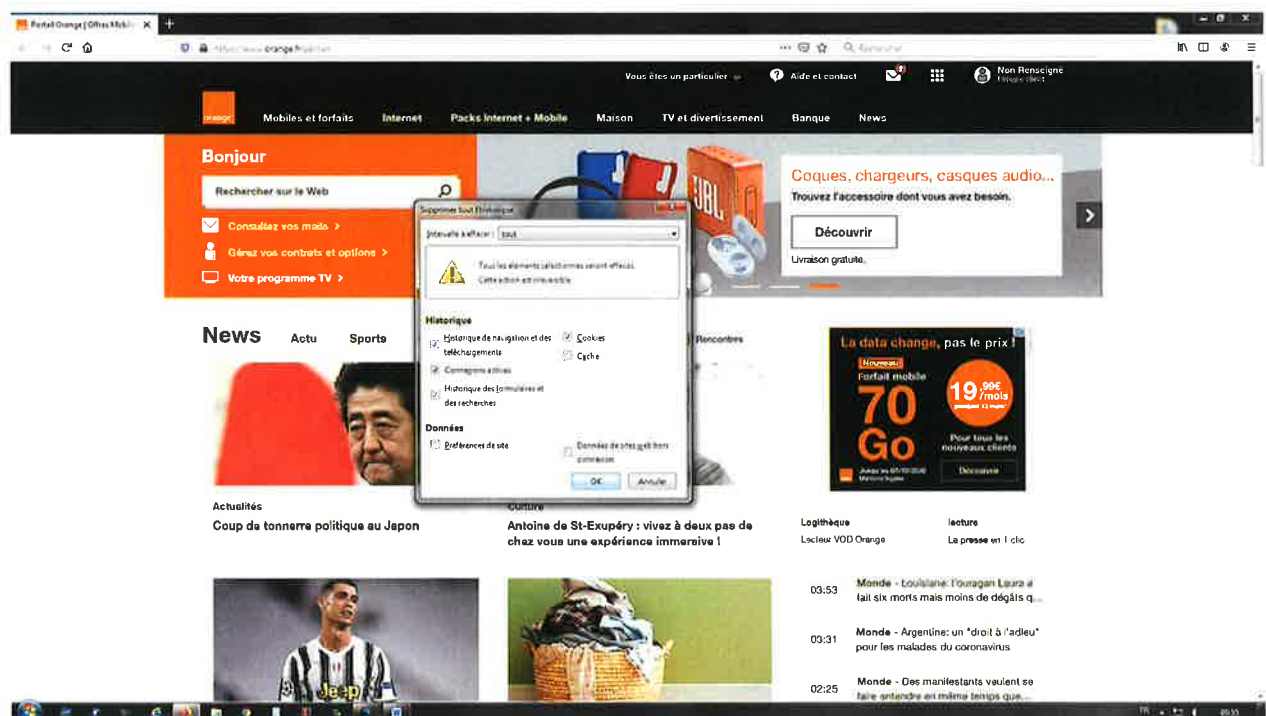 Portail Orange | Offres Mobile
orange.fr
Vous êtes un particulier
Aide et contact
Non Renseigné
orange
Mobiles et forfaits
Internet
Packs Internet + Mobile
Maison
TV et divertissement
Banque
News
Bonjour
Rechercher sur le Web
Consultez vos mails >
Gérez vos contrats et options >
Votre programme TV >
JBL
Coques, chargeurs, casques audio...
Trouvez l'accessoire dont vous avez besoin.
Découvrir
Livraison gratuite.
Supprimer tout l'historique
Intervalle à effacer : tout
Tous les éléments sélectionnés seront effacés.
Cette action est irréversible.
Historique
Historique de navigation et des
téléchargements
Cookies
Cache
Connexions actives
Historique des formulaires et
des recherches
Données
Préférences de site
Données de sites web hors
connexion
OK
Annuler
News
Actu
Sports
Rencontres
La data change, pas le prix !
Nouveau
Forfait mobile
70
Go
19,99€
/mois
pendant 12 mois
Pour tous les
nouveaux clients
Découvrir
Actualités
Coup de tonnerre politique au Japon
Culture
Antoine de St-Exupéry : vivez à deux pas de
chez vous une expérience immersive !
Logithèque
Lecteur VOD Orange
lecture
La presse en 1 clic
Jeep
03:53
Monde - Louisiane: l'ouragan Laura a
fait six morts mais moins de dégâts q...
03:31
Monde - Argentine: un "droit à l'adieu"
pour les malades du coronavirus
02:25
Monde - Des manifestants veulent se
faire entendre en même temps que...
FR
09:55